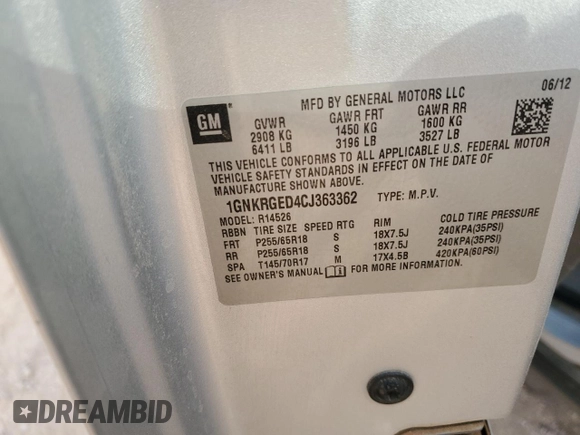 06/12
MFD BY GENERAL MOTORS LLC
GM
GVWR GAWR FRT GAWR RR
2908 KG 1450 KG 1600 KG
6411 LB 3196 LB 3527 LB
THIS VEHICLE CONFORMS TO ALL APPLICABLE U.S. FEDERAL MOTOR
VEHICLE SAFETY STANDARDS IN EFFECT ON THE DATE OF
MANUFACTURE SHOWN ABOVE.
1GNKRGED4CJ363362 TYPE: M.P.V.
MODEL: R14526
RBBN TIRE SIZE SPEED RTG RIM COLD TIRE PRESSURE
FRT P255/65R18 S 18X7.5J 240KPA(35PSI)
RR P255/65R18 S 18X7.5J 240KPA(35PSI)
SPA T145/70R17 M 17X4.5B 420KPA(60PSI)
SEE OWNER'S MANUAL FOR MORE INFORMATION.
DREAMBID